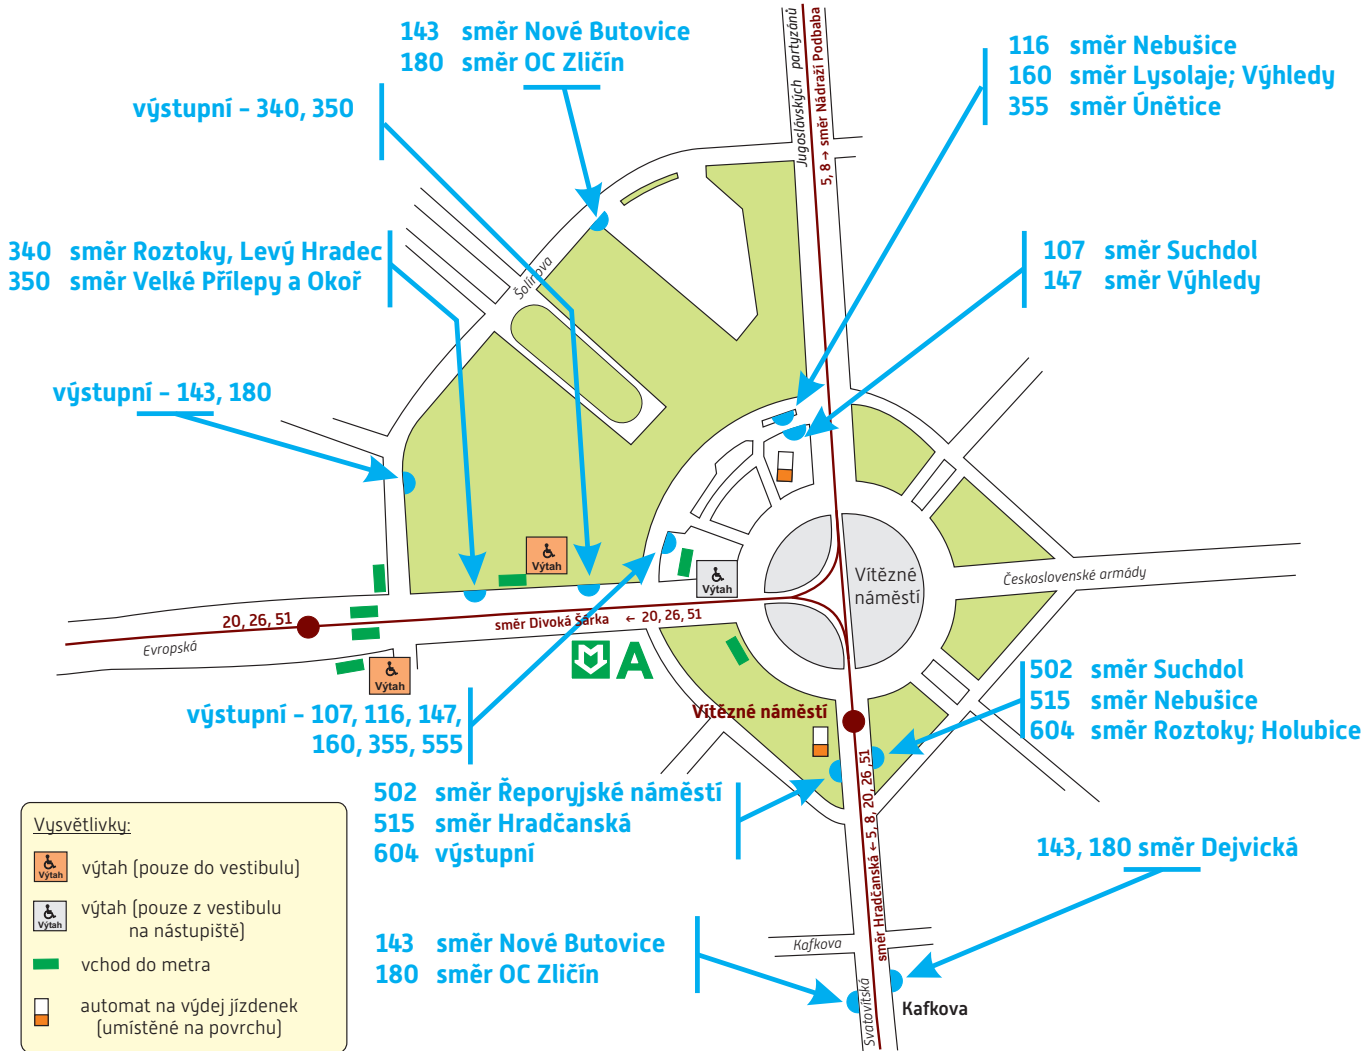 143 směr Nové Butovice
180 směr OC Zličín
výstupní - 340, 350
116 směr Nebušice
160 směr Lysolaje; Výhledy
355 směr Únětice
Jugoslávských partyzánů
5, 8 → směr Nádraží Podbaba
340 směr Roztoky, Levý Hradec
350 směr Velké Přílepy a Okoř
Šolínova
107 směr Suchdol
147 směr Výhledy
výstupní - 143, 180
Výtah
Výtah
Vítězné
náměstí
Československé armády
20, 26, 51
směr Divoká Šárka ← 20, 26, 51
Evropská
Výtah
A
výstupní - 107, 116, 147,
160, 355, 555
Vítězné náměstí
502 směr Suchdol
515 směr Nebušice
604 směr Roztoky; Holubice
502 směr Řeporyjské náměstí
515 směr Hradčanská
604 výstupní
směr Hradčanská ← 5, 8, 20, 26, 51
143, 180 směr Dejvická
143 směr Nové Butovice
180 směr OC Zličín
Kafkova
Svatovítská
Kafkova
Vysvětlivky:
Výtah
výtah (pouze do vestibulu)
Výtah
výtah (pouze z vestibulu
na nástupiště)
vchod do metra
automat na výdej jízdenek
(umístěné na povrchu)